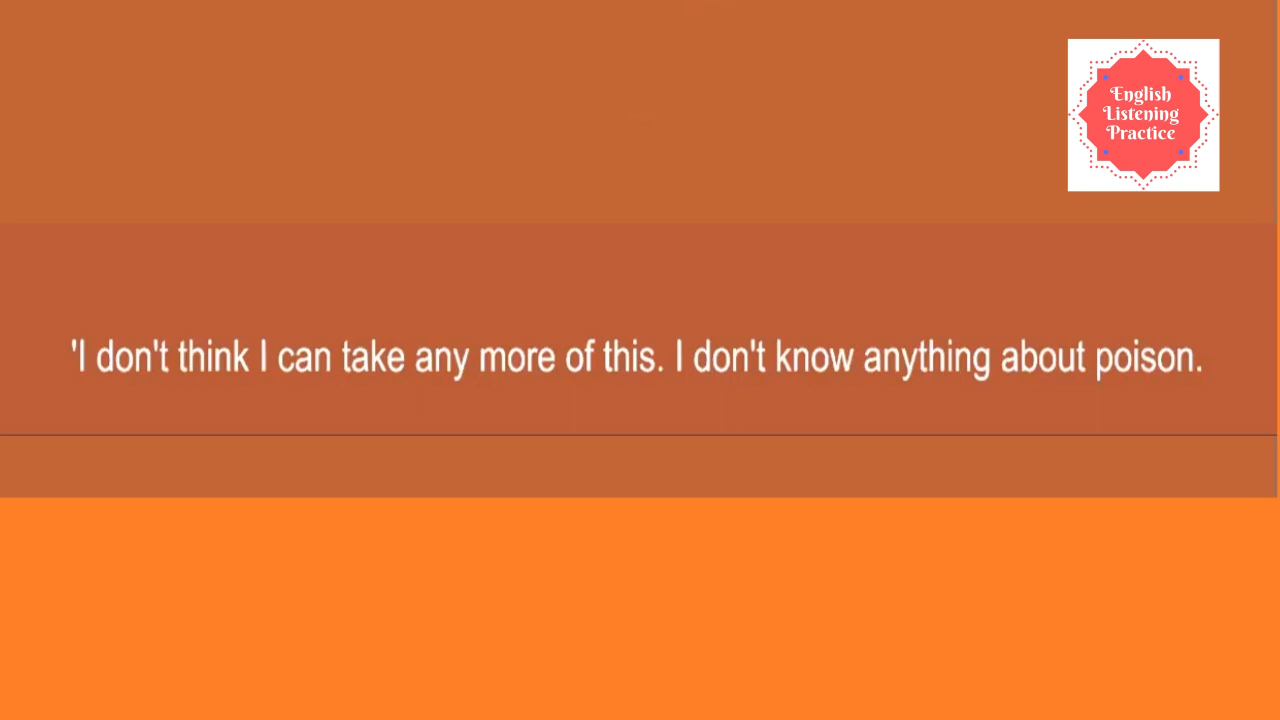 English
Listening
Practice
'I don't think I can take any more of this. I don't know anything about poison.